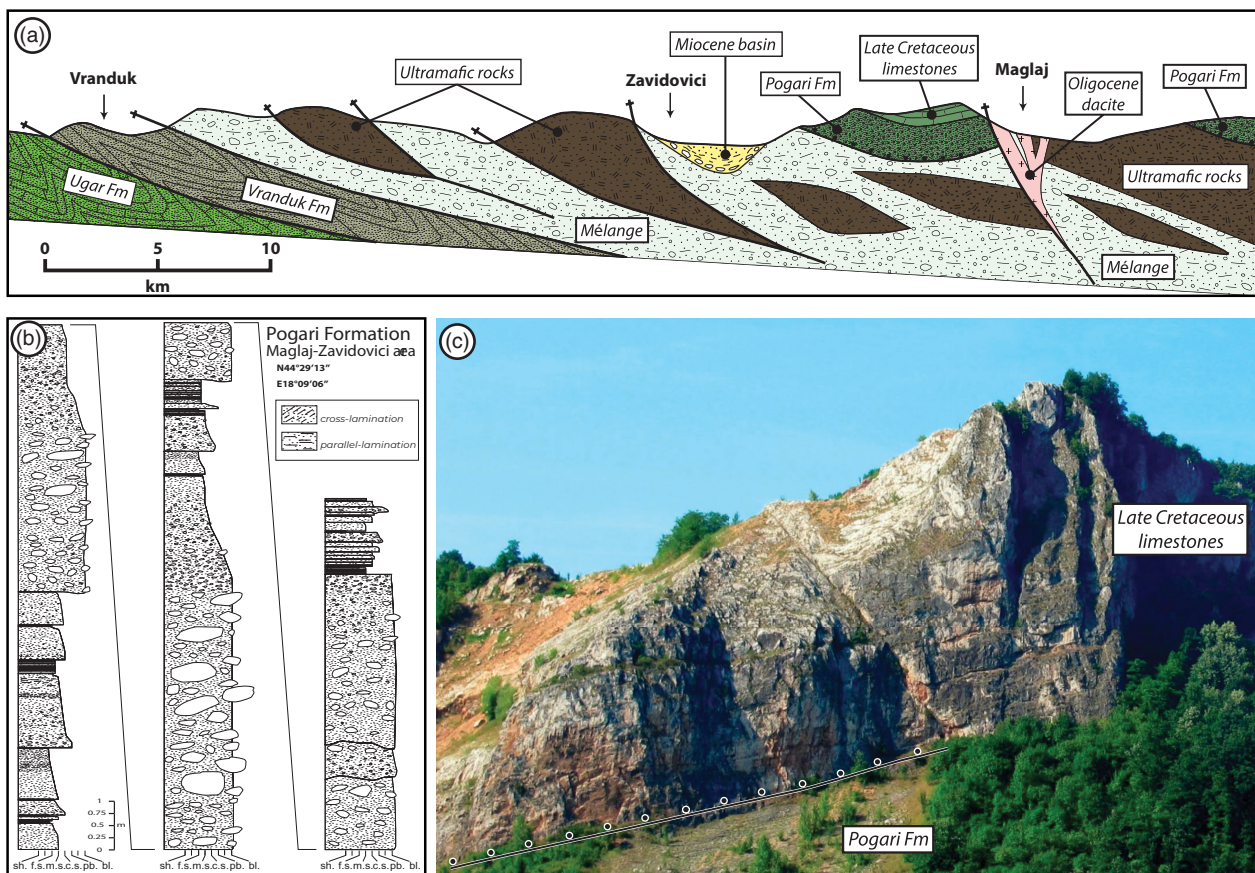 (a)
Vranduk
Ultramafic rocks
Miocene basin
Zavidovici
Pogari Fm
Late Cretaceous
limestones
Maglaj
Oligocene
dacite
Pogari Fm
Ugar Fm
Vranduk Fm
Mélange
Ultramafic rocks
Mélange
0 5 10
km
(b)
Pogari Formation
Maglaj-Zavidovici
N44°29'13"
E18°09'06"
cross-lamination
parallel-lamination
1
0.75
0.5
0
m
sh. f.s.m.s.c.s.pb. bl.
sh. f.s.m.s.c.s.pb. bl.
sh. f.s.m.s.c.s.pb. bl.
(c)
Late Cretaceous
limestones
Pogari Fm